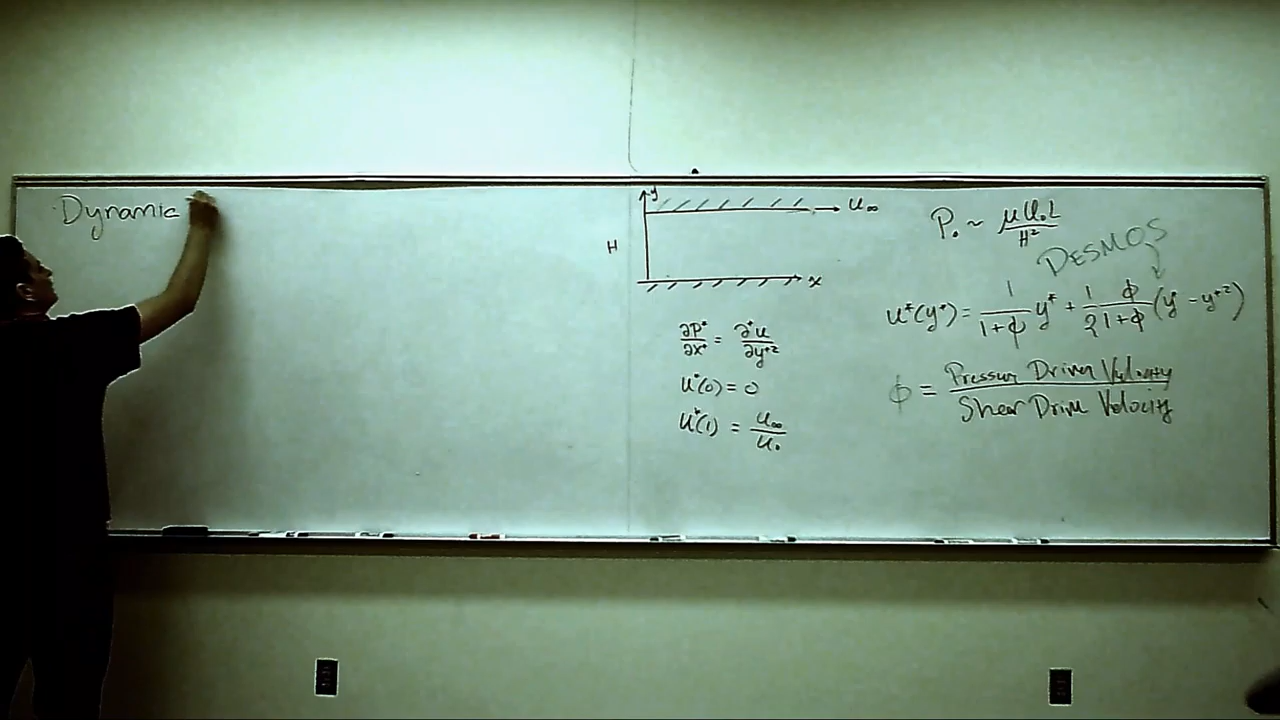 Dynamic
y
U∞
H
x
∂P*/∂x* = ∂²u/∂y*²
u*(0) = 0
u*(1) = U∞/U₀
P₀ ~ μU₀L/H²
DESMOS
u*(y*) = 1/(1+ϕ) y* + 1/2 ϕ/(1+ϕ) (y* - y*²)
ϕ = Pressure Driven Velocity / Shear Drive Velocity